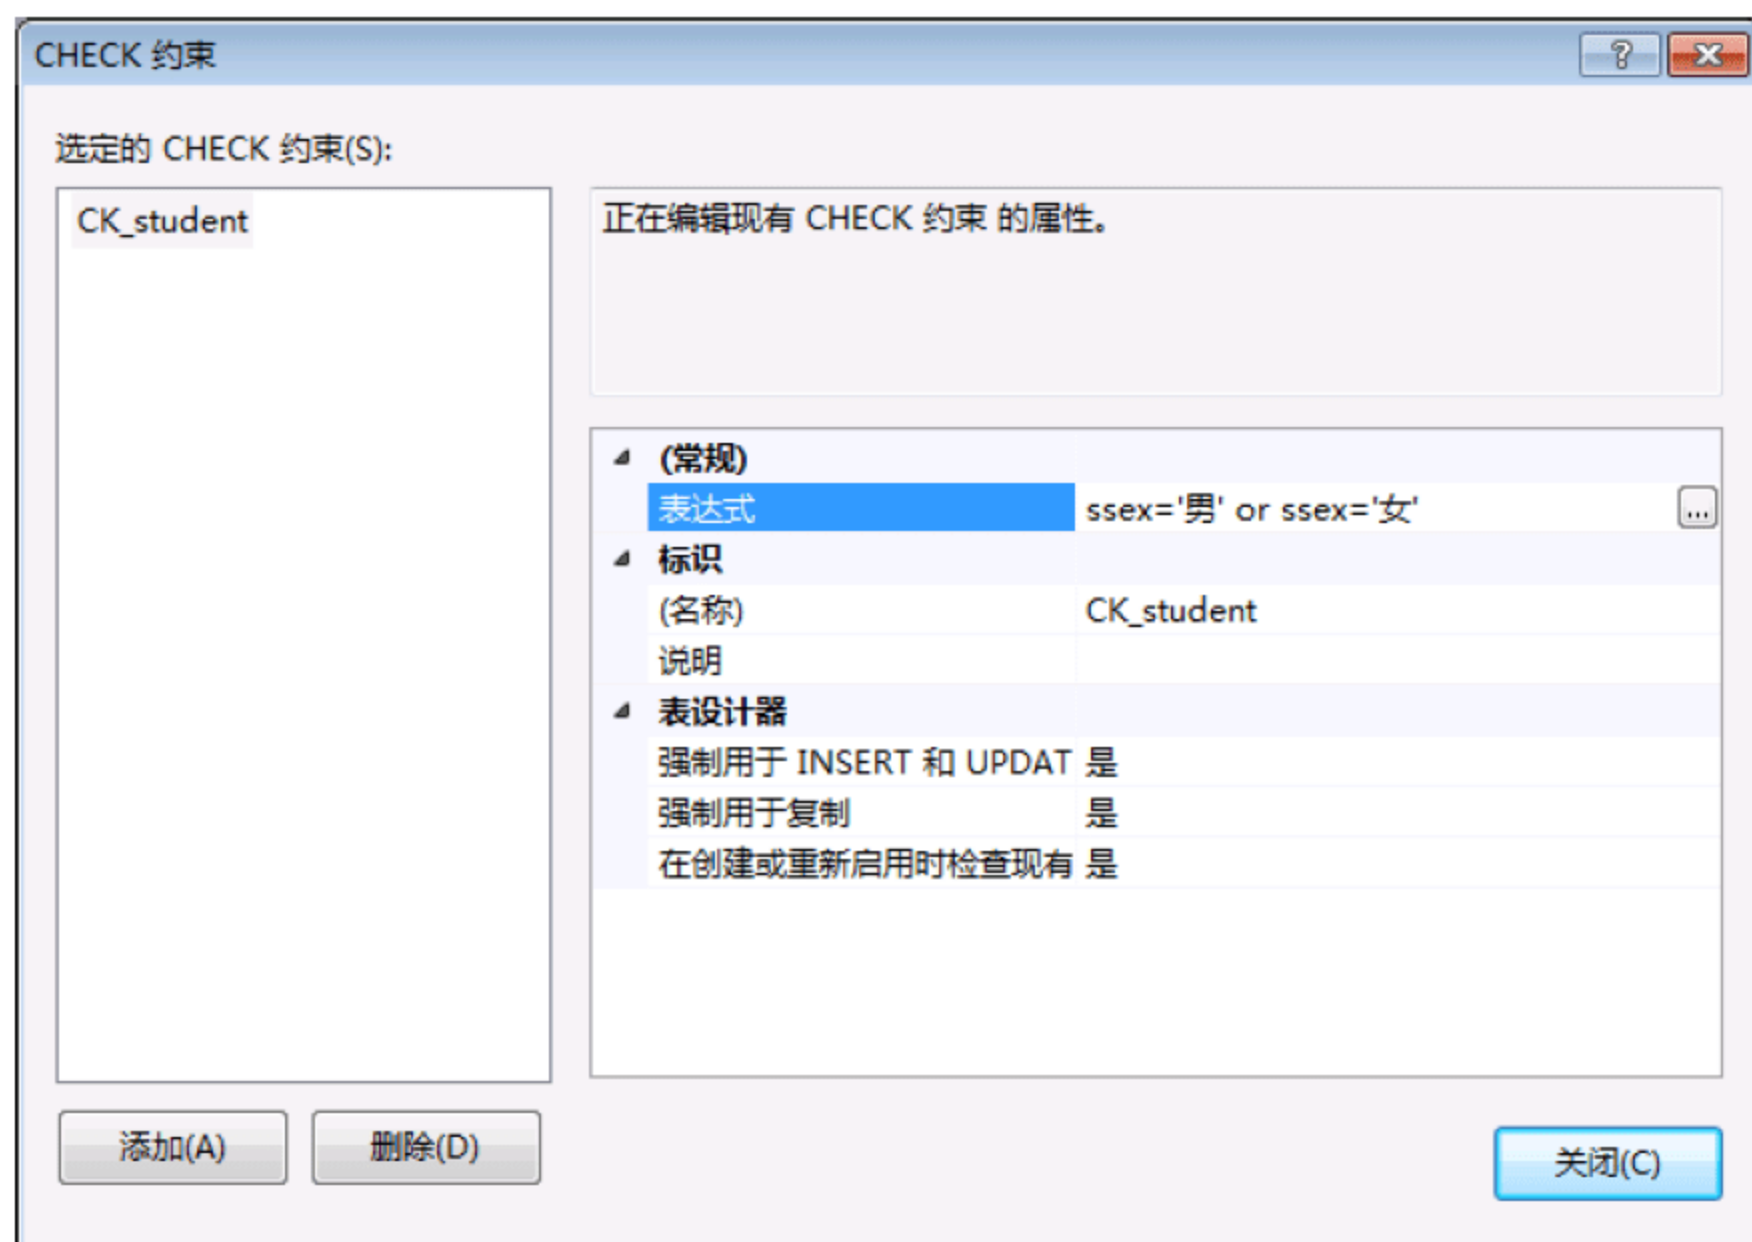 CHECK 约束
选定的 CHECK 约束(S):
CK_student
正在编辑现有 CHECK 约束 的属性。
(常规)
表达式 ssex='男' or ssex='女' ...
标识
(名称) CK_student
说明
表设计器
强制用于 INSERT 和 UPDAT 是
强制用于复制 是
在创建或重新启用时检查现有 是
添加(A) 删除(D)
关闭(C)